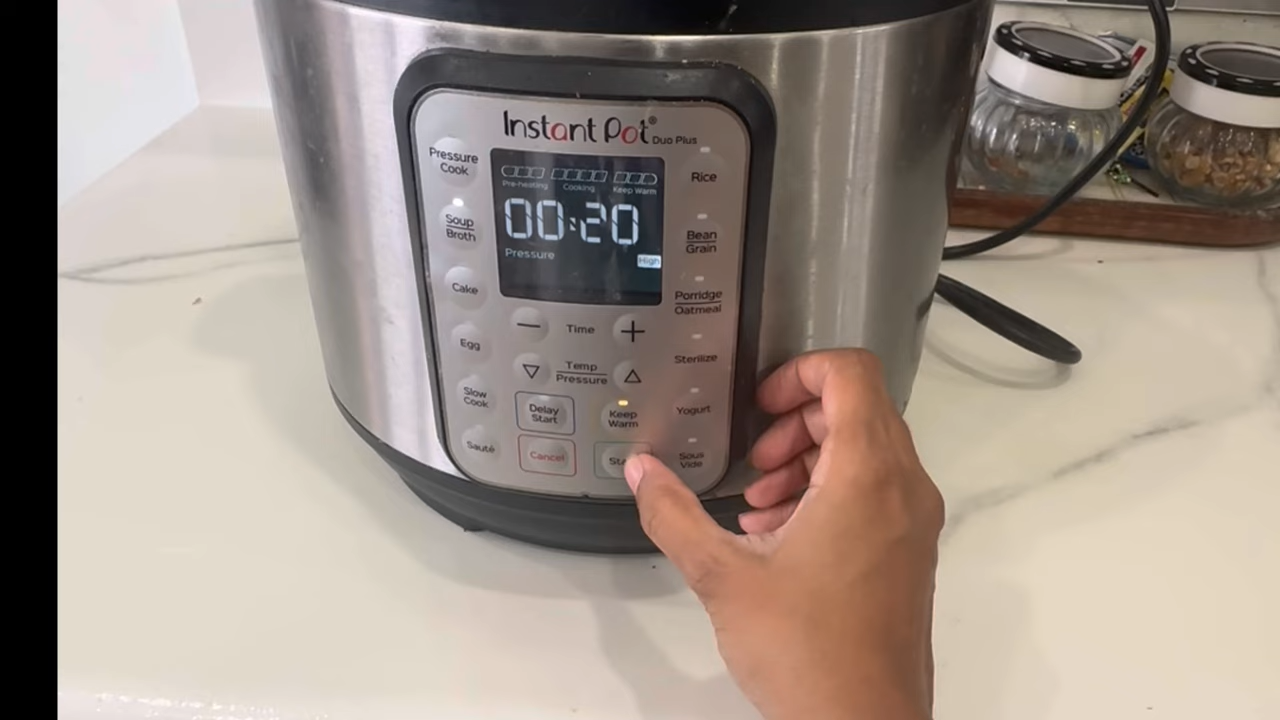 Instant Pot® Duo Plus
Pressure
Cook
Soup
Broth
Cake
Egg
Slow
Cook
Sauté
Pre-heating Cooking Keep Warm
00:20
Pressure High
− Time +
Temp
Pressure
Delay
Start
Keep
Warm
Cancel
Rice
Bean
Grain
Porridge
Oatmeal
Sterilize
Yogurt
Sous
Vide